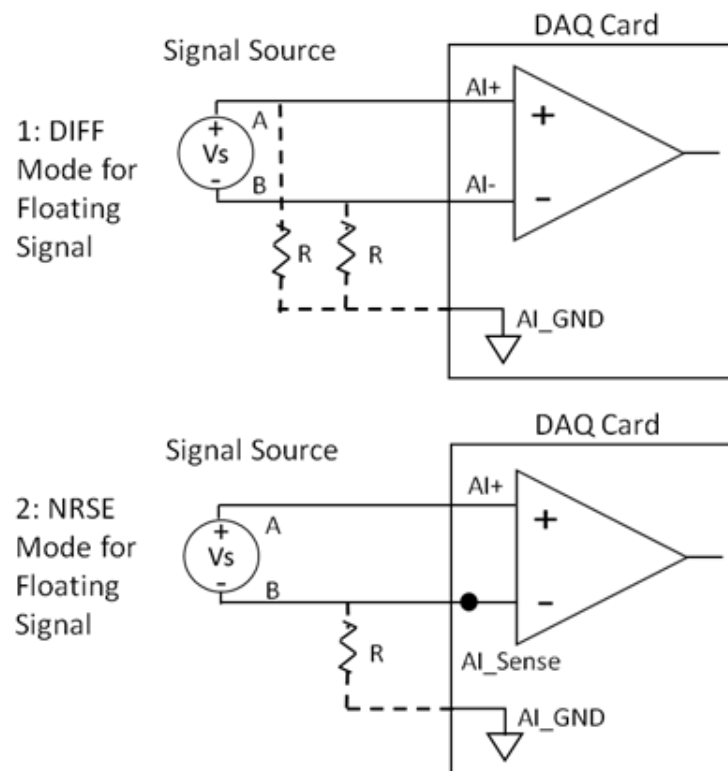 DAQ Card
Signal Source
1: DIFF
Mode for
Floating
Signal
+
Vs
-
A
B
AI+
AI-
+
-
R
R
AI_GND
DAQ Card
Signal Source
2: NRSE
Mode for
Floating
Signal
+
Vs
-
A
B
AI+
+
-
AI_Sense
R
AI_GND